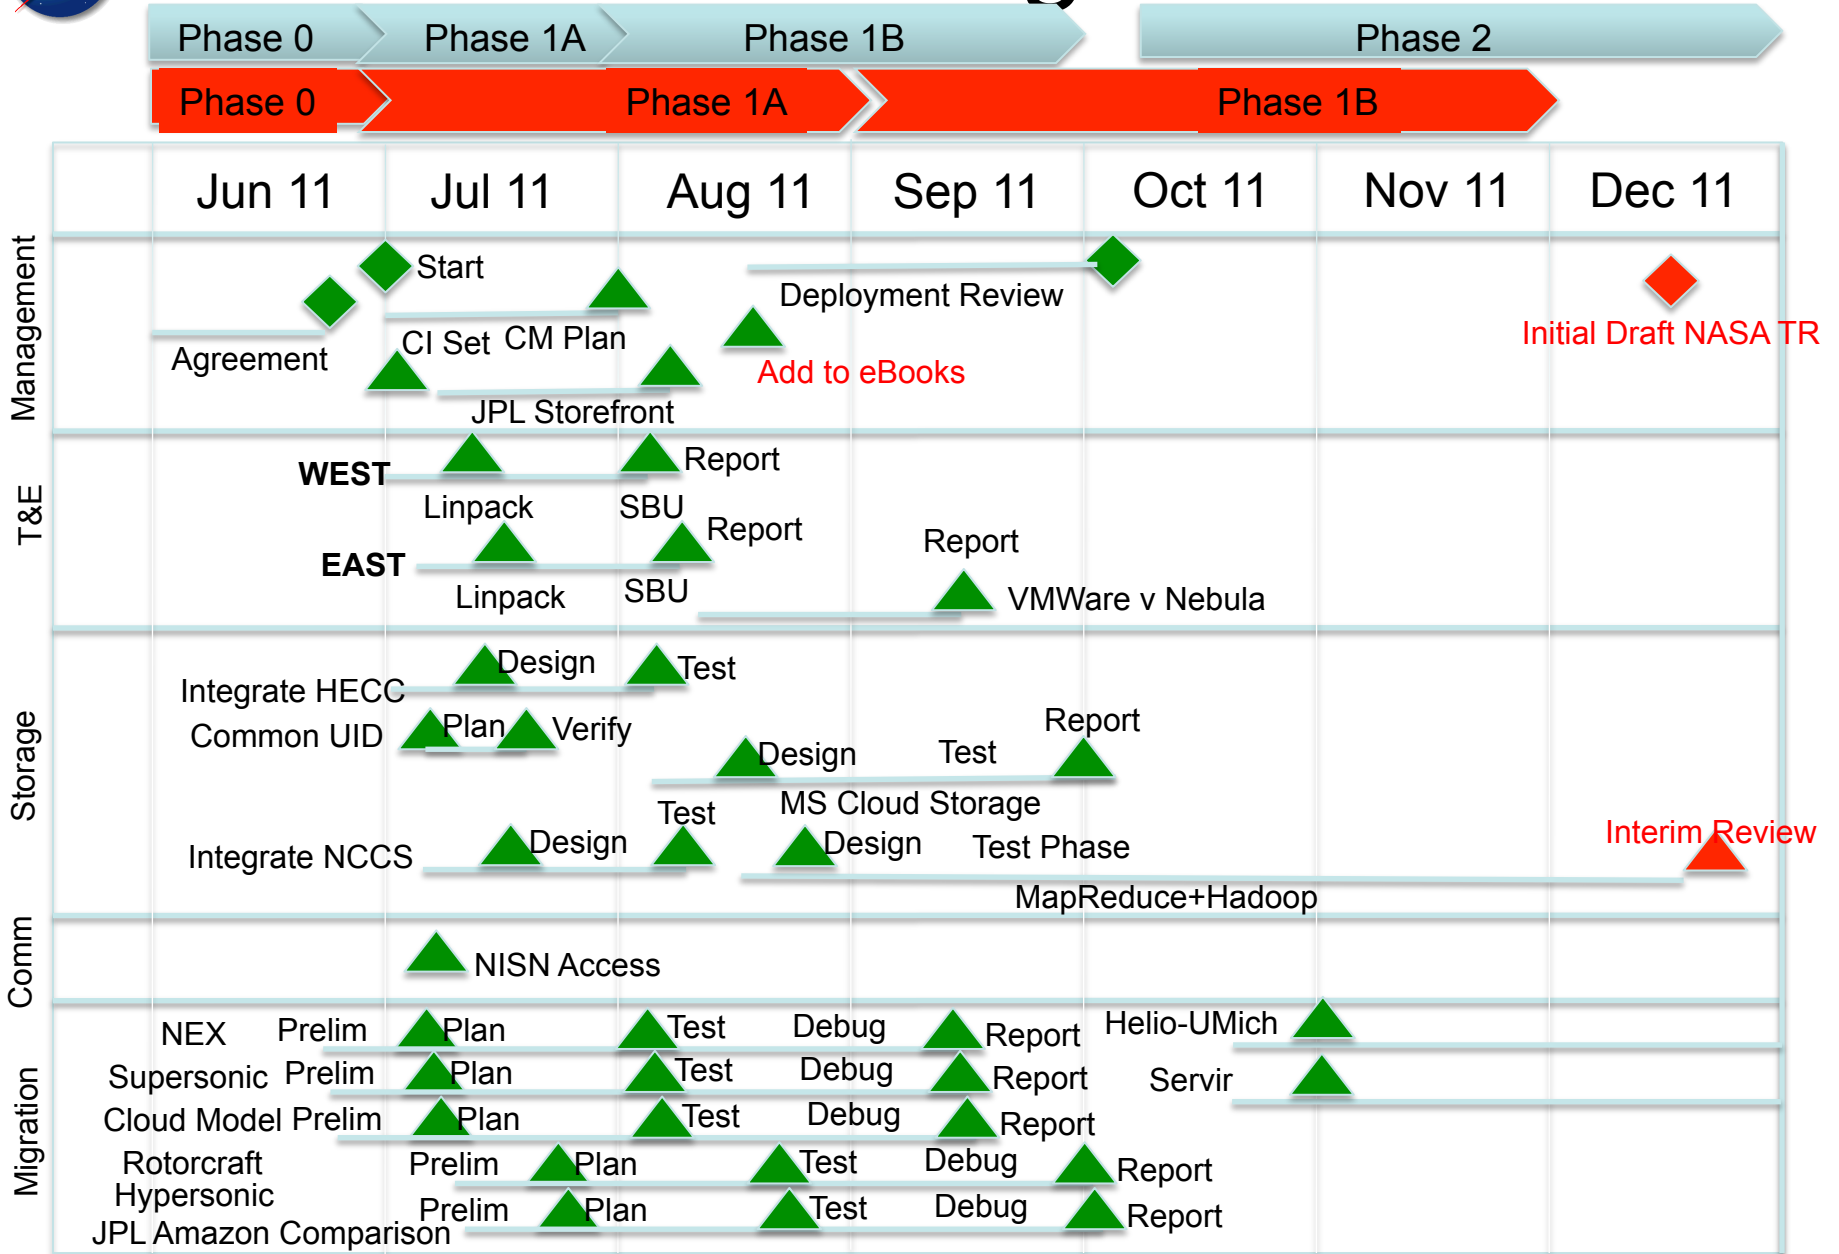 Phase 0 Phase 1A Phase 1B Phase 2
Phase 0 Phase 1A Phase 1B
Jun 11 Jul 11 Aug 11 Sep 11 Oct 11 Nov 11 Dec 11
Management
Start
Deployment Review
Agreement
CI Set CM Plan
Initial Draft NASA TR
Add to eBooks
JPL Storefront
T&E
WEST
Report
Linpack SBU
Report
EAST
Report
Linpack SBU
VMWare v Nebula
Storage
Integrate HECC
Design Test
Common UID
Plan Verify
Report
Design Test
MS Cloud Storage
Test
Integrate NCCS
Design
Design Test Phase
Interim Review
MapReduce+Hadoop
Comm
NISN Access
Migration
NEX Prelim Plan Test Debug Report Helio-UMich
Supersonic Prelim Plan Test Debug Report Servir
Cloud Model Prelim Plan Test Debug Report
Rotorcraft Prelim Plan Test Debug Report
Hypersonic
Prelim Plan Test Debug Report
JPL Amazon Comparison